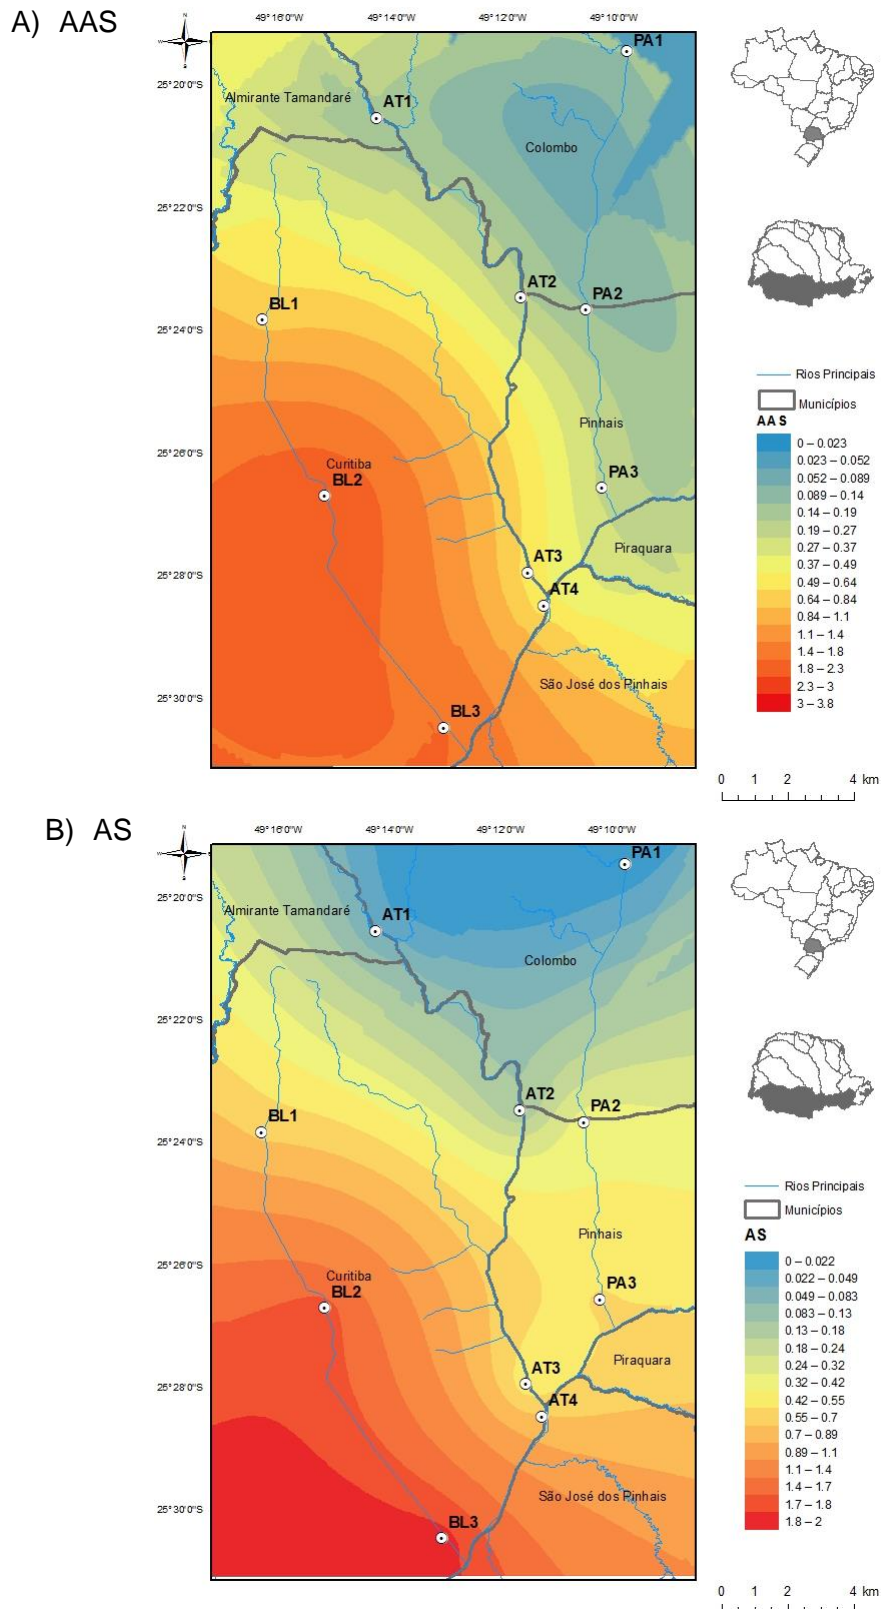 A) AAS
49°16'0"W 49°14'0"W 49°12'0"W 49°10'0"W
PA1
25°20'0"S
Almirante Tamandaré
AT1
Colombo
25°22'0"S
AT2
PA2
BL1
25°24'0"S
Pinhais
25°26'0"S
Curitiba
BL2
PA3
Piraquara
AT3
25°28'0"S
AT4
São José dos Pinhais
25°30'0"S
BL3
Rios Principais
Municípios
AAS
0 – 0.023
0.023 – 0.052
0.052 – 0.089
0.089 – 0.14
0.14 – 0.19
0.19 – 0.27
0.27 – 0.37
0.37 – 0.49
0.49 – 0.64
0.64 – 0.84
0.84 – 1.1
1.1 – 1.4
1.4 – 1.8
1.8 – 2.3
2.3 – 3
3 – 3.8
0 1 2 4 km
B) AS
49°16'0"W 49°14'0"W 49°12'0"W 49°10'0"W
PA1
25°20'0"S
Almirante Tamandaré
AT1
Colombo
25°22'0"S
AT2
PA2
BL1
25°24'0"S
Pinhais
25°26'0"S
Curitiba
BL2
PA3
Piraquara
AT3
25°28'0"S
AT4
São José dos Pinhais
25°30'0"S
BL3
Rios Principais
Municípios
AS
0 – 0.022
0.022 – 0.049
0.049 – 0.083
0.083 – 0.13
0.13 – 0.18
0.18 – 0.24
0.24 – 0.32
0.32 – 0.42
0.42 – 0.55
0.55 – 0.7
0.7 – 0.89
0.89 – 1.1
1.1 – 1.4
1.4 – 1.7
1.7 – 1.8
1.8 – 2
0 1 2 4 km